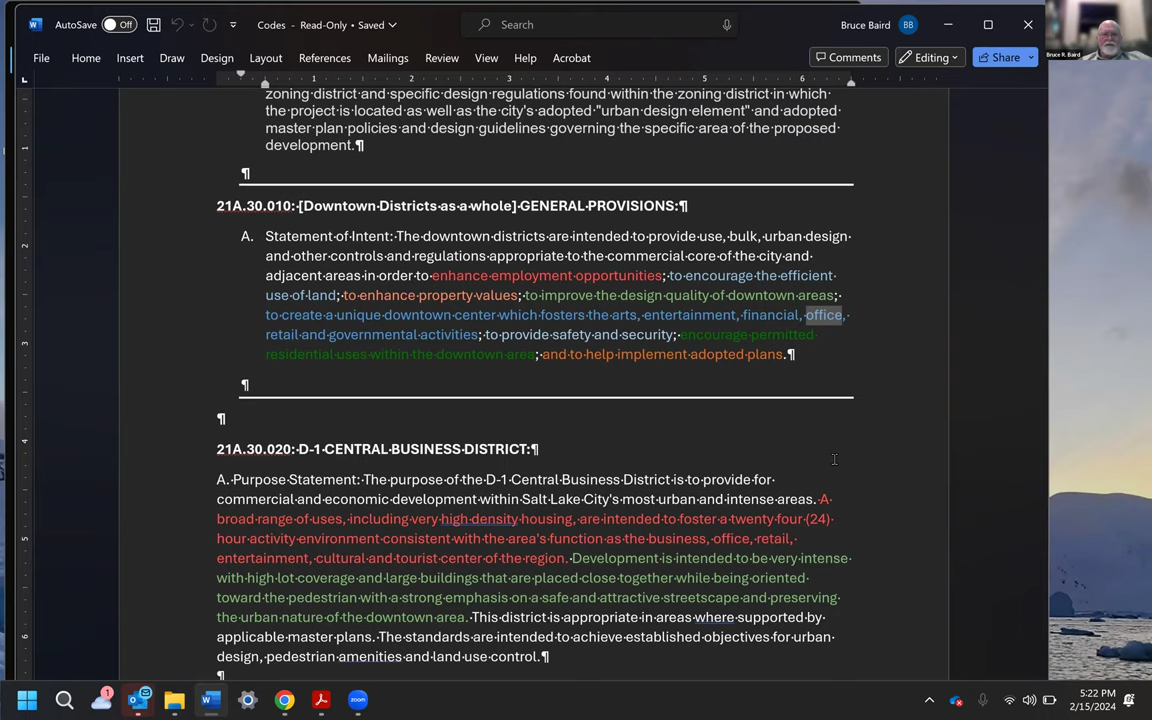 AutoSave Off Codes - Read-Only • Saved Search Bruce Baird BB
Bruce R. Baird
File Home Insert Draw Design Layout References Mailings Review View Help Acrobat Comments Editing Share
1 2 3 4 5 6
zoning district and specific design regulations found within the zoning district in which
the project is located as well as the city's adopted "urban design element" and adopted
master plan policies and design guidelines governing the specific area of the proposed
development.¶
¶
21A.30.010: [Downtown Districts as a whole] GENERAL PROVISIONS:¶
A. Statement of Intent: The downtown districts are intended to provide use, bulk, urban design
and other controls and regulations appropriate to the commercial core of the city and
adjacent areas in order to enhance employment opportunities; to encourage the efficient
use of land; to enhance property values; to improve the design quality of downtown areas;
to create a unique downtown center which fosters the arts, entertainment, financial, office,
retail and governmental activities; to provide safety and security; encourage permitted
residential uses within the downtown area; and to help implement adopted plans.¶
¶
¶
21A.30.020: D-1 CENTRAL BUSINESS DISTRICT:¶
A. Purpose Statement: The purpose of the D-1 Central Business District is to provide for
commercial and economic development within Salt Lake City's most urban and intense areas. A
broad range of uses, including very high density housing, are intended to foster a twenty four (24)
hour activity environment consistent with the area's function as the business, office, retail,
entertainment, cultural and tourist center of the region. Development is intended to be very intense
with high lot coverage and large buildings that are placed close together while being oriented
toward the pedestrian with a strong emphasis on a safe and attractive streetscape and preserving
the urban nature of the downtown area. This district is appropriate in areas where supported by
applicable master plans. The standards are intended to achieve established objectives for urban
design, pedestrian amenities and land use control.¶
¶
1
2
3
4
5
6
1 zoom 5:22 PM
2/15/2024